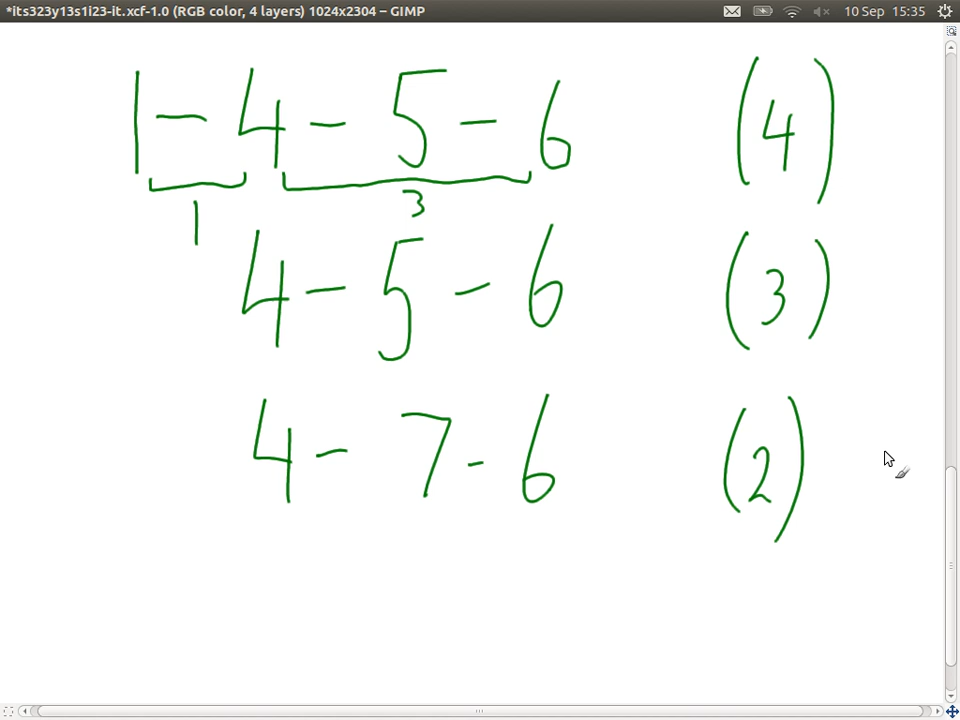 *its323y13s1i23-it.xcf-1.0 (RGB color, 4 layers) 1024x2304 – GIMP 10 Sep 15:35
1 - 4 - 5 - 6 (4)
1 3
4 - 5 - 6 (3)
4 - 7 - 6 (2)